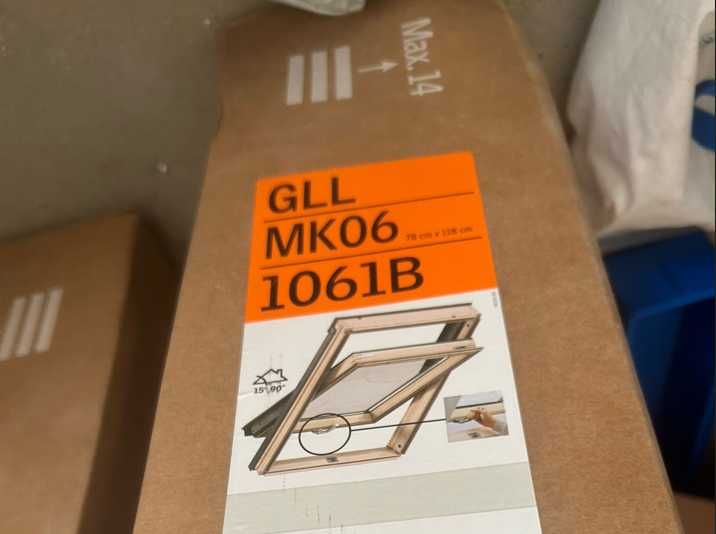 Max. 14
GLL
MK06 78 cm x 118 cm
1061B
15° 90°